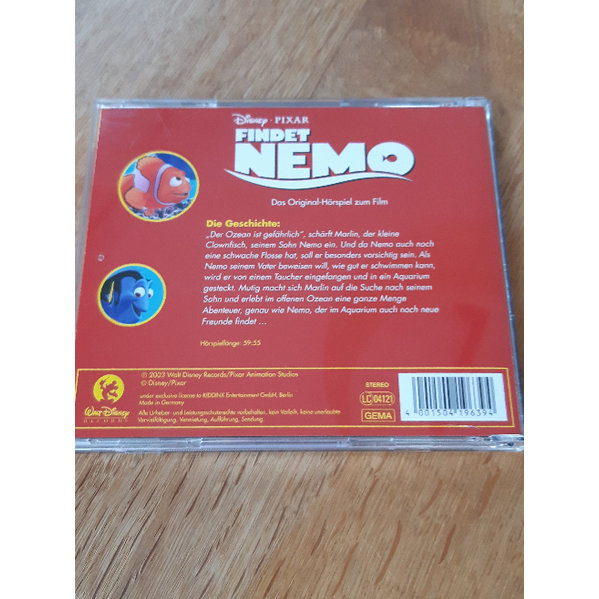 Disney · PIXAR
FINDET
NEMO
Das Original-Hörspiel zum Film
Die Geschichte:
„Der Ozean ist gefährlich“, schärft Marlin, der kleine
Clownfisch, seinem Sohn Nemo ein. Und da Nemo auch noch
eine schwache Flosse hat, soll er besonders vorsichtig sein. Als
Nemo seinem Vater beweisen will, wie gut er schwimmen kann,
wird er von einem Taucher eingefangen und in ein Aquarium
gesteckt. Mutig macht sich Marlin auf die Suche nach seinem
Sohn und erlebt im offenen Ozean eine ganze Menge
Abenteuer, genau wie Nemo, der im Aquarium auch noch neue
Freunde findet ...
Hörspiellänge: 59:55
℗ 2003 Walt Disney Records/Pixar Animation Studios
© Disney/Pixar
under exclusive license to KIDDINX Entertainment GmbH, Berlin
Made in Germany
Alle Urheber- und Leistungsschutzrechte vorbehalten, kein Verleih, keine unerlaubte
Vervielfältigung, Vermietung, Aufführung, Sendung
Walt Disney
RECORDS
STEREO
LC 04121
GEMA
4 001504 196394